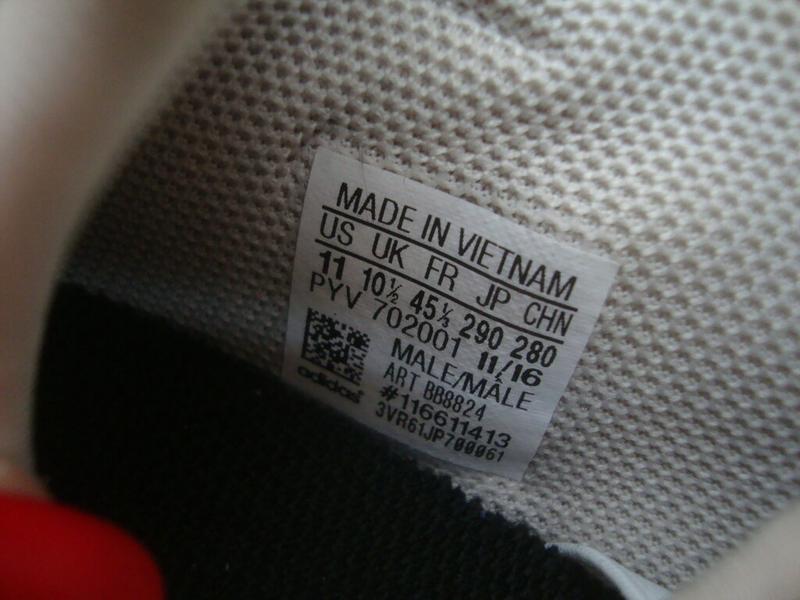 MADE IN VIETNAM
US UK FR JP CHN
11 10½ 45⅓ 290 280
PYV 702001 11/16
MALE/MÂLE
ART BB8824
#116611413
3VR61JP700061
adidas